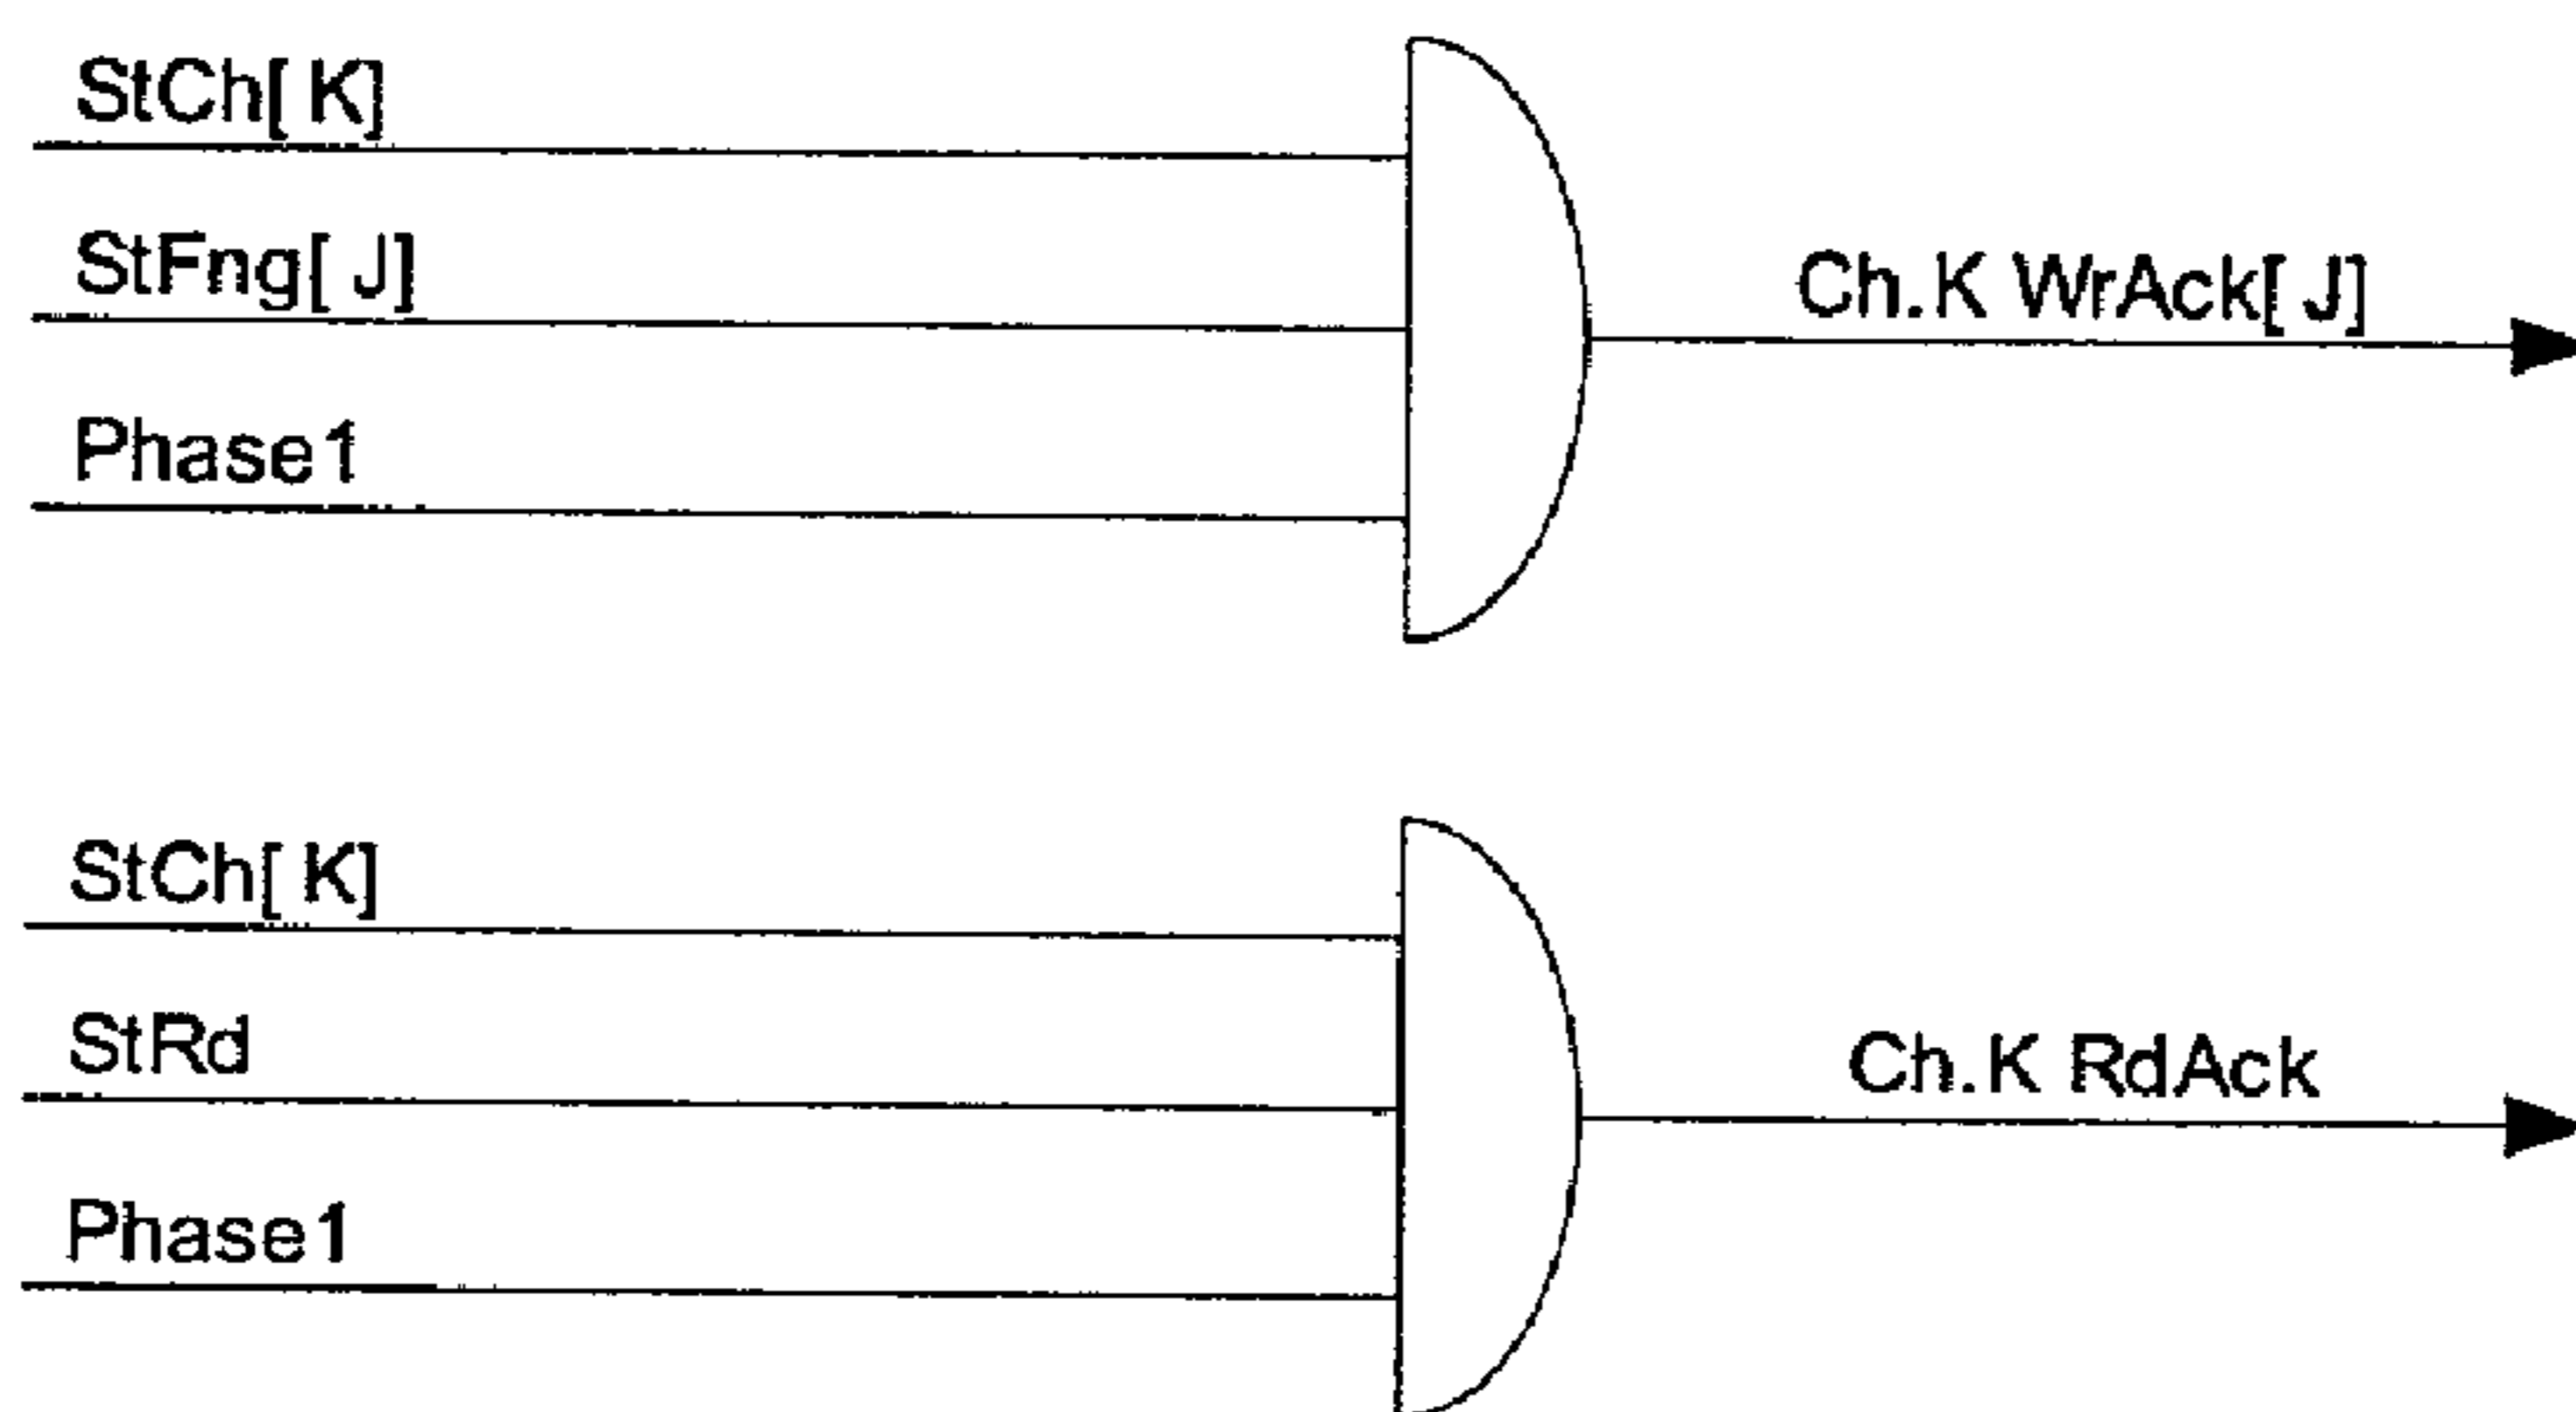 StCh[ K]
StFng[ J]
Ch.K WrAck[ J]
Phase1
StCh[ K]
StRd
Ch.K RdAck
Phase1